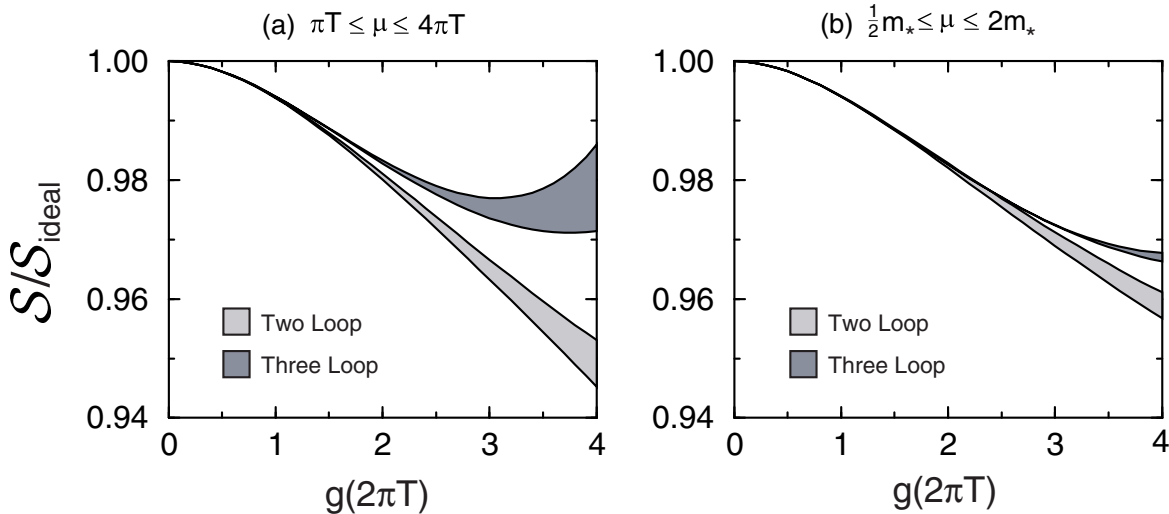 (a) πT ≤ μ ≤ 4πT
(b) ½m* ≤ μ ≤ 2m*
S/S_ideal
1.00
0.98
0.96
0.94
Two Loop
Three Loop
0 1 2 3 4
g(2πT)
1.00
0.98
0.96
0.94
Two Loop
Three Loop
0 1 2 3 4
g(2πT)